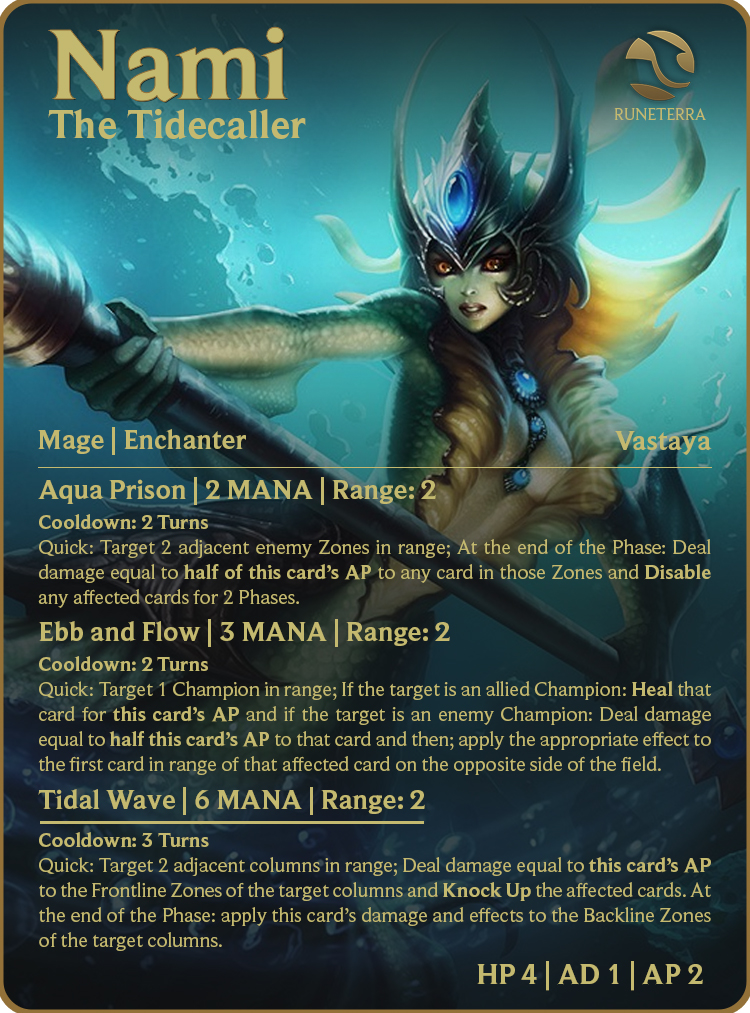 Nami
The Tidecaller
RUNETERRA
Mage | Enchanter
Vastaya
Aqua Prison | 2 MANA | Range: 2
Cooldown: 2 Turns
Quick: Target 2 adjacent enemy Zones in range; At the end of the Phase: Deal
damage equal to half of this card's AP to any card in those Zones and Disable
any affected cards for 2 Phases.
Ebb and Flow | 3 MANA | Range: 2
Cooldown: 2 Turns
Quick: Target 1 Champion in range; If the target is an allied Champion: Heal that
card for this card's AP and if the target is an enemy Champion: Deal damage
equal to half this card's AP to that card and then; apply the appropriate effect to
the first card in range of that affected card on the opposite side of the field.
Tidal Wave | 6 MANA | Range: 2
Cooldown: 3 Turns
Quick: Target 2 adjacent columns in range; Deal damage equal to this card's AP
to the Frontline Zones of the target columns and Knock Up the affected cards. At
the end of the Phase: apply this card's damage and effects to the Backline Zones
of the target columns.
HP 4 | AD 1 | AP 2